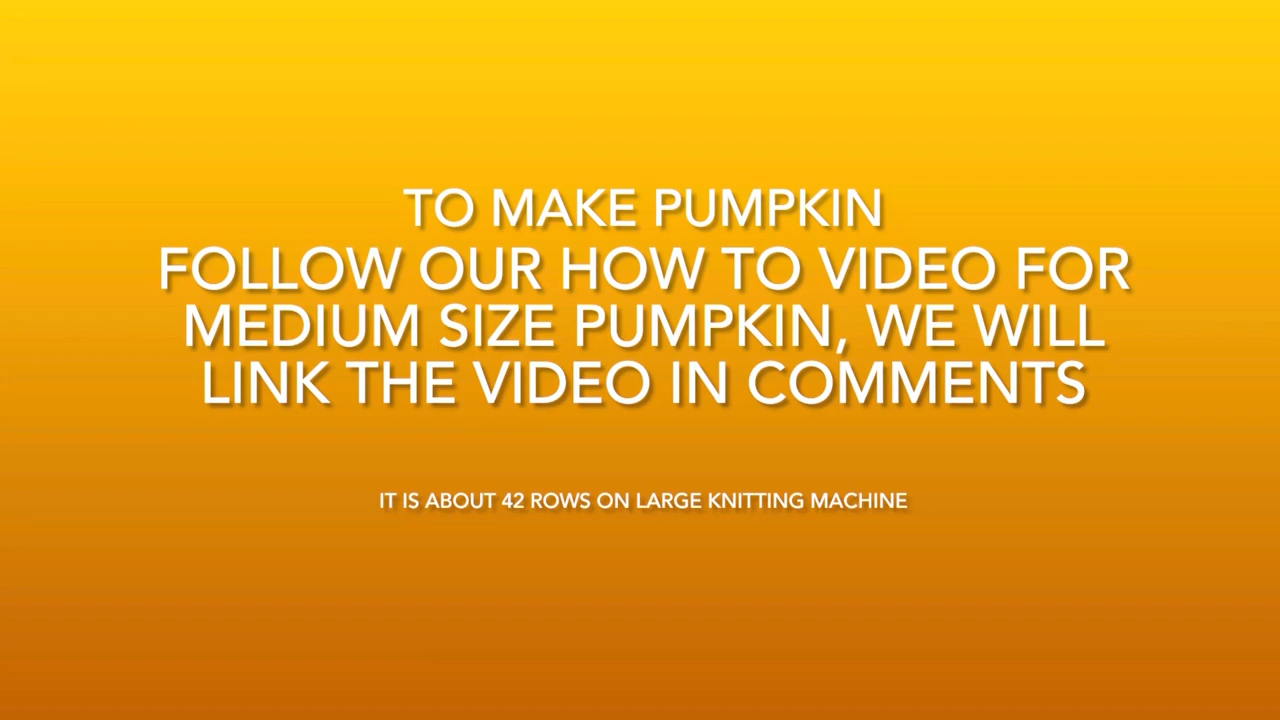 TO MAKE PUMPKIN
FOLLOW OUR HOW TO VIDEO FOR
MEDIUM SIZE PUMPKIN, WE WILL
LINK THE VIDEO IN COMMENTS
IT IS ABOUT 42 ROWS ON LARGE KNITTING MACHINE